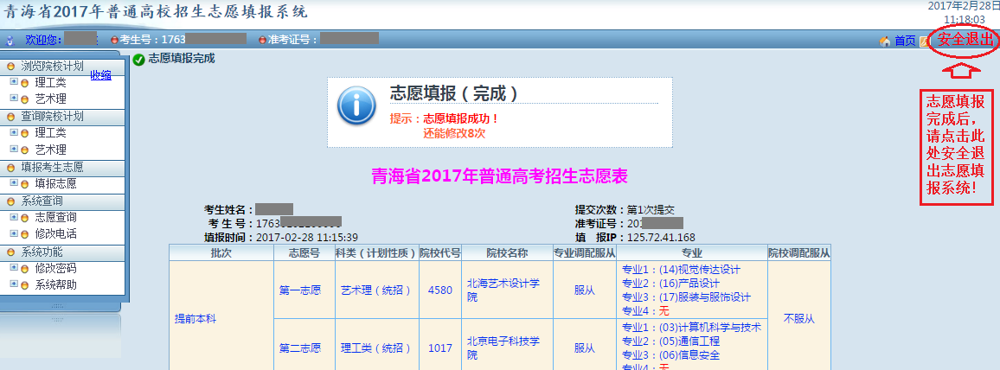 青海省2017年普通高校招生志愿填报系统
2017年2月28日
11:18:03
欢迎您:
考生号:1763
准考证号:
首页
安全退出
浏览院校计划
收缩
理工类
艺术理
查询院校计划
理工类
艺术理
填报考生志愿
填报志愿
系统查询
志愿查询
修改电话
系统功能
修改密码
系统帮助
志愿填报完成
志愿填报(完成)
提示:志愿填报成功!
还能修改8次
志愿填报
完成后,
请点击此
处安全退
出志愿填
报系统!
青海省2017年普通高考招生志愿表
考生姓名:
提交次数:第1次提交
考 生 号:1763
准考证号:201
填报时间:2017-02-28 11:15:39
填 报IP:125.72.41.168
批次 志愿号 科类(计划性质) 院校代号 院校名称 专业调配服从 专业 院校调配服从
提前本科
第一志愿 艺术理(统招) 4580 北海艺术设计学院 服从
专业1:(14)视觉传达设计
专业2:(16)产品设计
专业3:(17)服装与服饰设计
专业4:无
不服从
第二志愿 理工类(统招) 1017 北京电子科技学院 服从
专业1:(03)计算机科学与技术
专业2:(05)通信工程
专业3:(06)信息安全
专业4:无